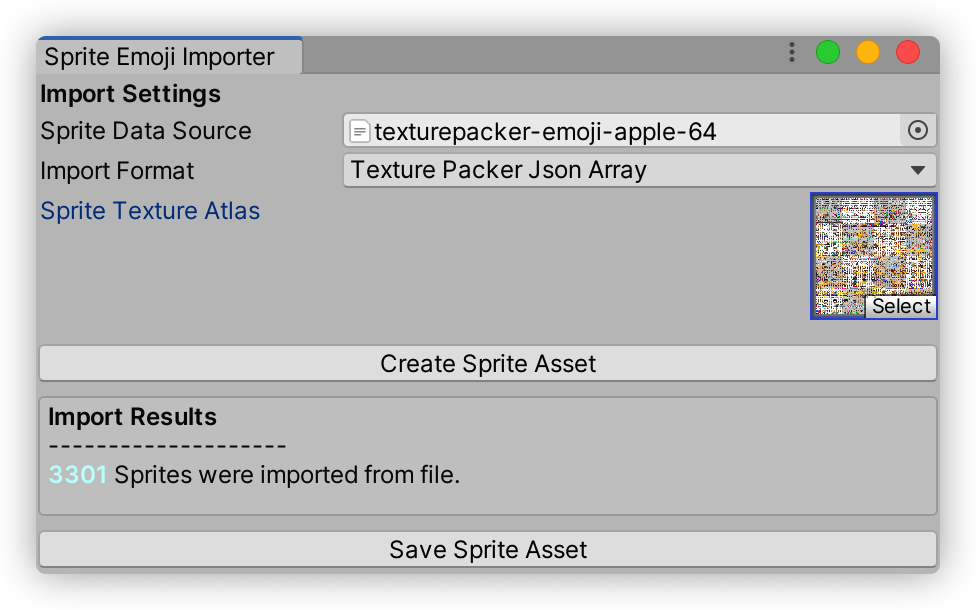 Sprite Emoji Importer
Import Settings
Sprite Data Source texturepacker-emoji-apple-64
Import Format Texture Packer Json Array
Sprite Texture Atlas
Select
Create Sprite Asset
Import Results
--------------------
3301 Sprites were imported from file.
Save Sprite Asset